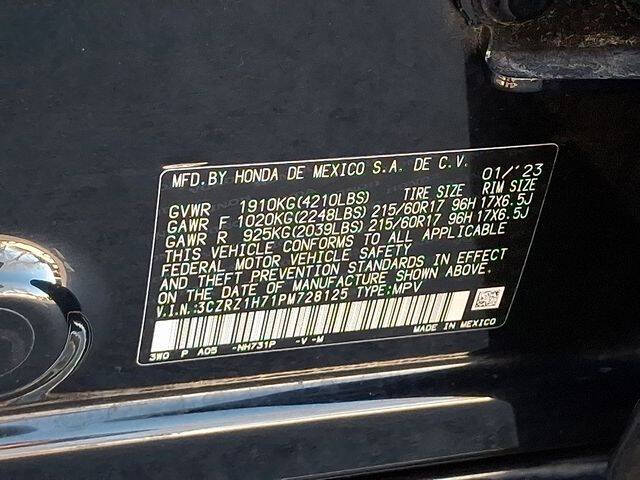 MFD.BY HONDA DE MEXICO S.A. DE C.V. 01/'23
GVWR 1910KG(4210LBS) TIRE SIZE RIM SIZE
GAWR F 1020KG(2248LBS) 215/60R17 96H 17X6.5J
GAWR R 925KG(2039LBS) 215/60R17 96H 17X6.5J
THIS VEHICLE CONFORMS TO ALL APPLICABLE
FEDERAL MOTOR VEHICLE SAFETY
AND THEFT PREVENTION STANDARDS IN EFFECT
ON THE DATE OF MANUFACTURE SHOWN ABOVE.
V.I.N.:3CZRZ1H71PM728125 TYPE:MPV
3W0 P A05 -NH731P -V -M MADE IN MEXICO